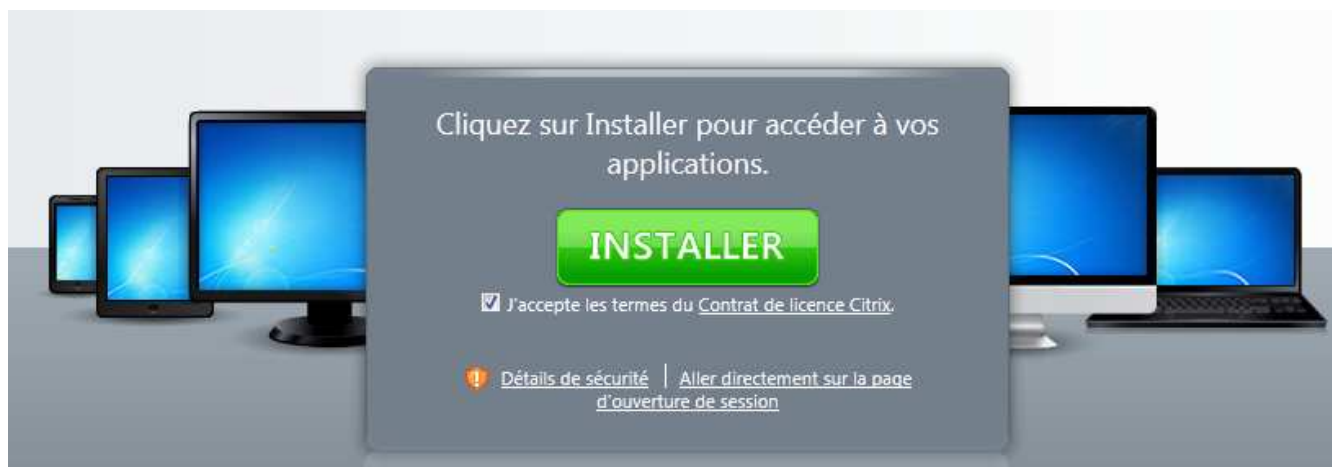 Cliquez sur Installer pour accéder à vos
applications.
INSTALLER
J'accepte les termes du Contrat de licence Citrix.
Détails de sécurité | Aller directement sur la page
d'ouverture de session